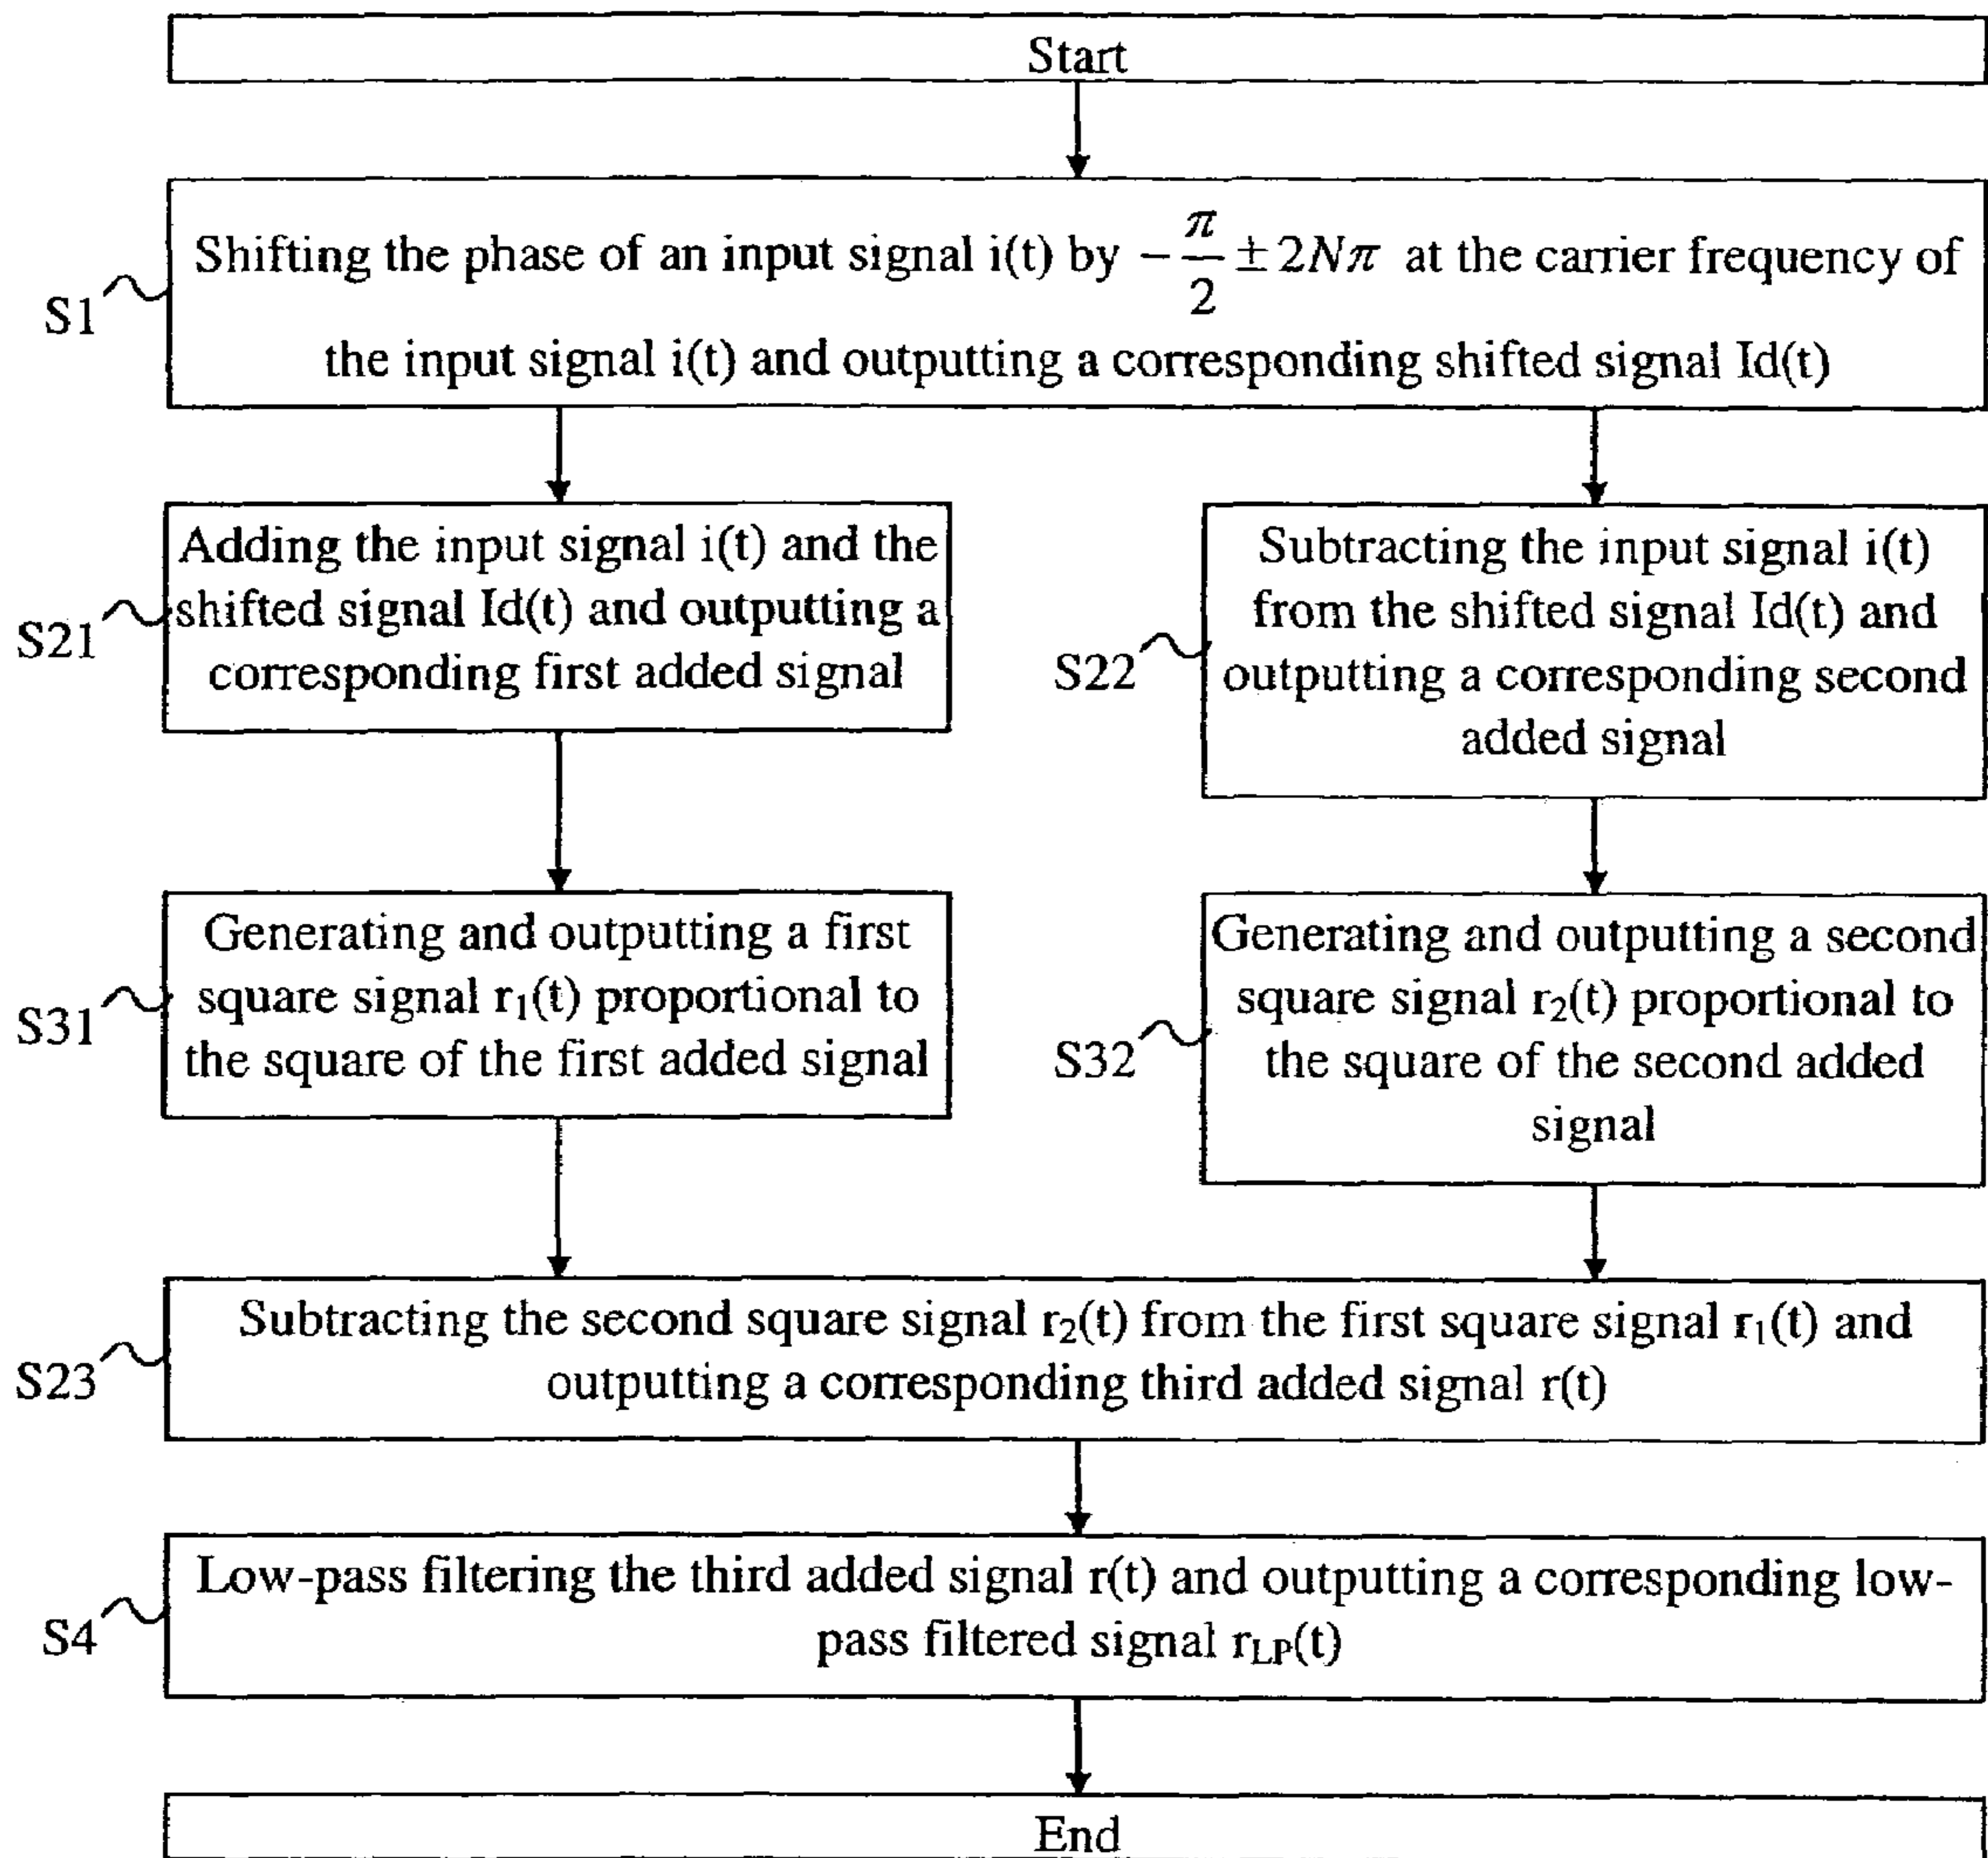 Start
Shifting the phase of an input signal i(t) by −π/2 ± 2Nπ at the carrier frequency of
the input signal i(t) and outputting a corresponding shifted signal Id(t)
S1
Adding the input signal i(t) and the
shifted signal Id(t) and outputting a
corresponding first added signal
S21
Subtracting the input signal i(t)
from the shifted signal Id(t) and
outputting a corresponding second
added signal
S22
Generating and outputting a first
square signal r₁(t) proportional to
the square of the first added signal
S31
Generating and outputting a second
square signal r₂(t) proportional to
the square of the second added
signal
S32
Subtracting the second square signal r₂(t) from the first square signal r₁(t) and
outputting a corresponding third added signal r(t)
S23
Low-pass filtering the third added signal r(t) and outputting a corresponding low-
pass filtered signal r_LP(t)
S4
End